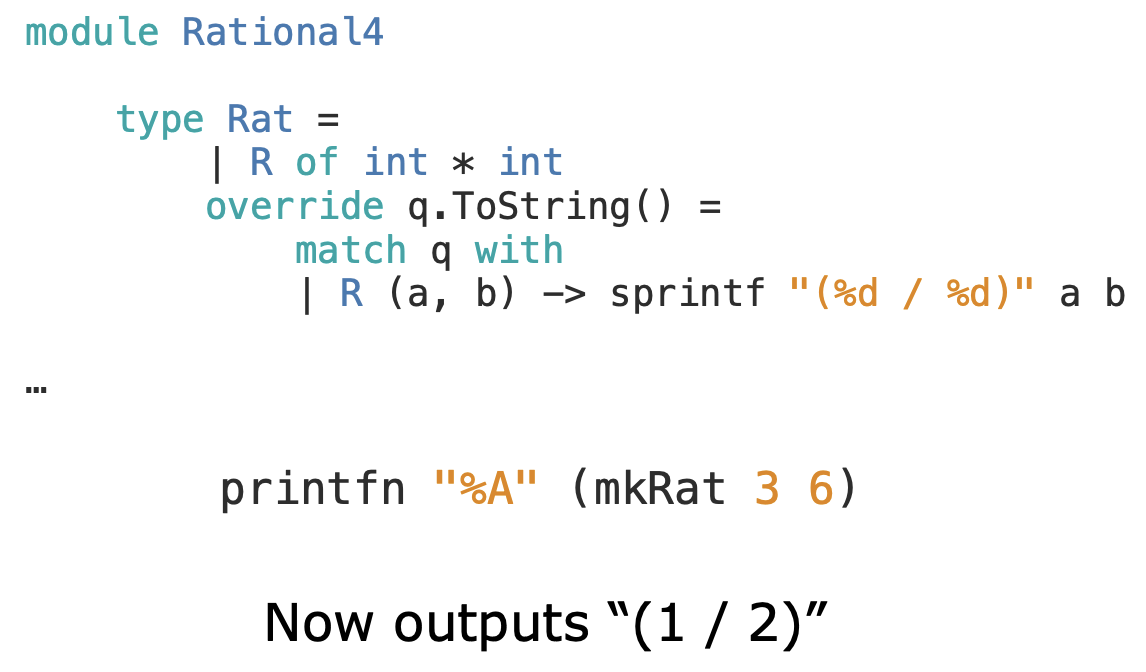 module Rational4
type Rat =
| R of int * int
override q.ToString() =
match q with
| R (a, b) -> sprintf "(%d / %d)" a b
…
printfn "%A" (mkRat 3 6)
Now outputs “(1 / 2)”